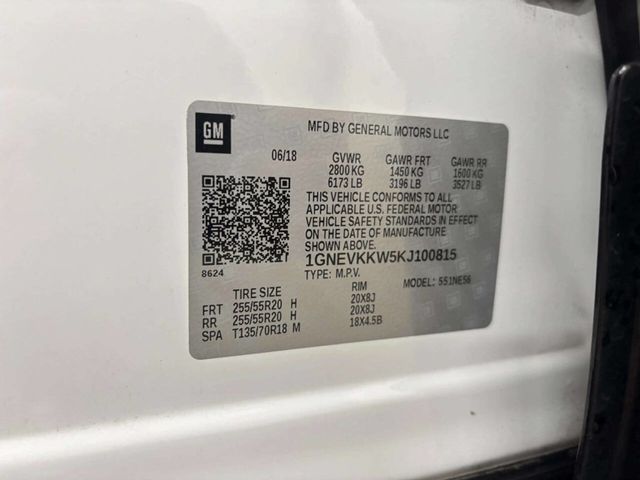 GM
MFD BY GENERAL MOTORS LLC
06/18 GVWR GAWR FRT GAWR RR
2800 KG 1450 KG 1600 KG
6173 LB 3196 LB 3527 LB
THIS VEHICLE CONFORMS TO ALL
APPLICABLE U.S. FEDERAL MOTOR
VEHICLE SAFETY STANDARDS IN EFFECT
ON THE DATE OF MANUFACTURE
SHOWN ABOVE.
1GNEVKKW5KJ100815
8624
TYPE: M.P.V. MODEL: 551NE56
TIRE SIZE RIM
FRT 255/55R20 H 20X8J
RR 255/55R20 H 20X8J
SPA T135/70R18 M 18X4.5B